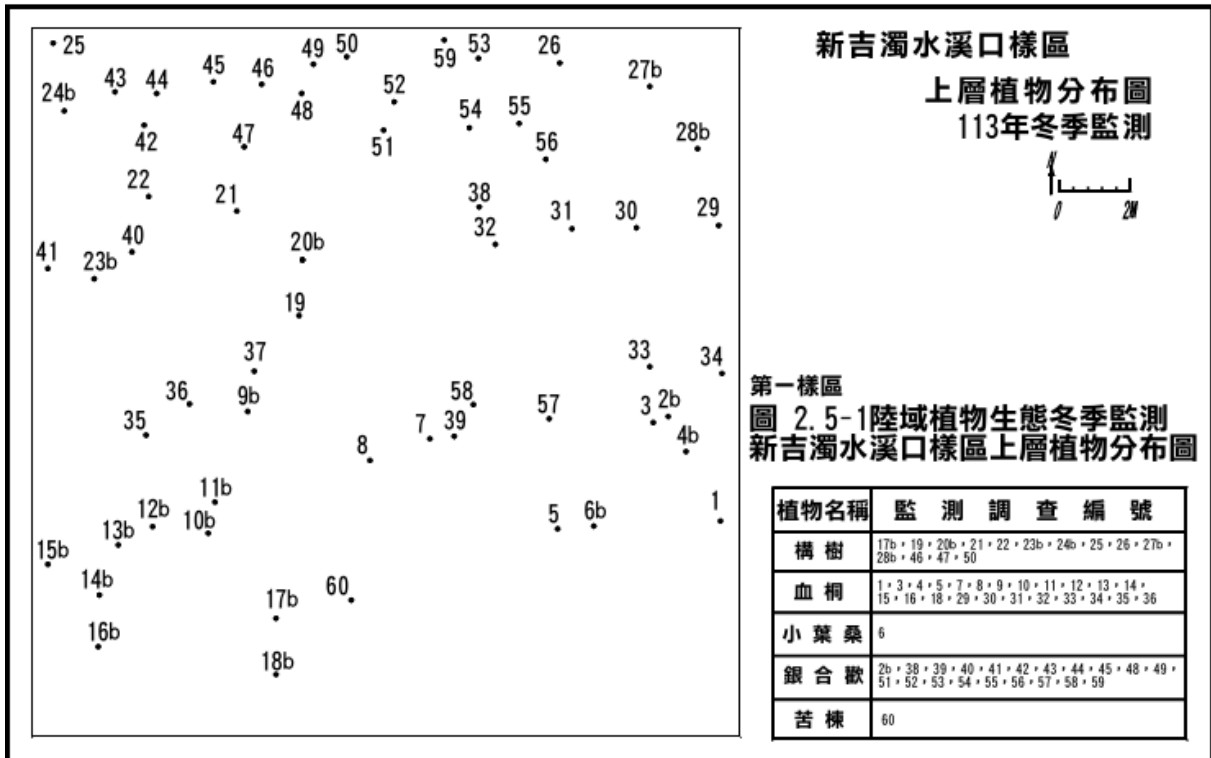 新吉濁水溪口樣區
上層植物分布圖
113年冬季監測
N
0 2M
25
43
44
45
46
49
50
59
53
26
27b
24b
42
47
48
52
51
54
55
56
28b
22
21
38
32
31
30
29
41
23b
40
20b
19
37
33
34
36
9b
35
58
7
39
57
3
2b
4b
8
11b
12b
10b
13b
15b
5
6b
1
14b
17b
60
16b
18b
第一樣區
圖 2.5-1陸域植物生態冬季監測
新吉濁水溪口樣區上層植物分布圖
植物名稱 監測調查編號
構樹 17b，19，20b，21，22，23b，24b，25，26，27b，
28b，46，47，50
血桐 1，3，4，5，7，8，9，10，11，12，13，14，
15，16，18，29，30，31，32，33，34，35，36
小葉桑 6
銀合歡 2b，38，39，40，41，42，43，44，45，48，49，
51，52，53，54，55，56，57，58，59
苦楝 60